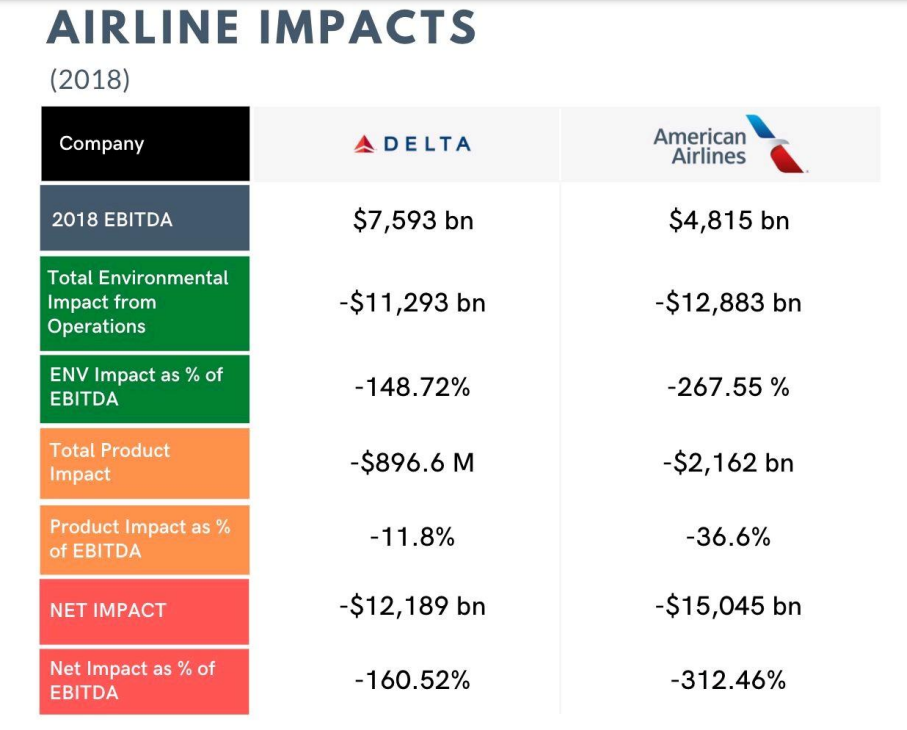 AIRLINE IMPACTS
(2018)
Company
DELTA
American
Airlines
2018 EBITDA
$7,593 bn
$4,815 bn
Total Environmental
Impact from
Operations
-$11,293 bn
-$12,883 bn
ENV Impact as % of
EBITDA
-148.72%
-267.55 %
Total Product
Impact
-$896.6 M
-$2,162 bn
Product Impact as %
of EBITDA
-11.8%
-36.6%
NET IMPACT
-$12,189 bn
-$15,045 bn
Net Impact as % of
EBITDA
-160.52%
-312.46%